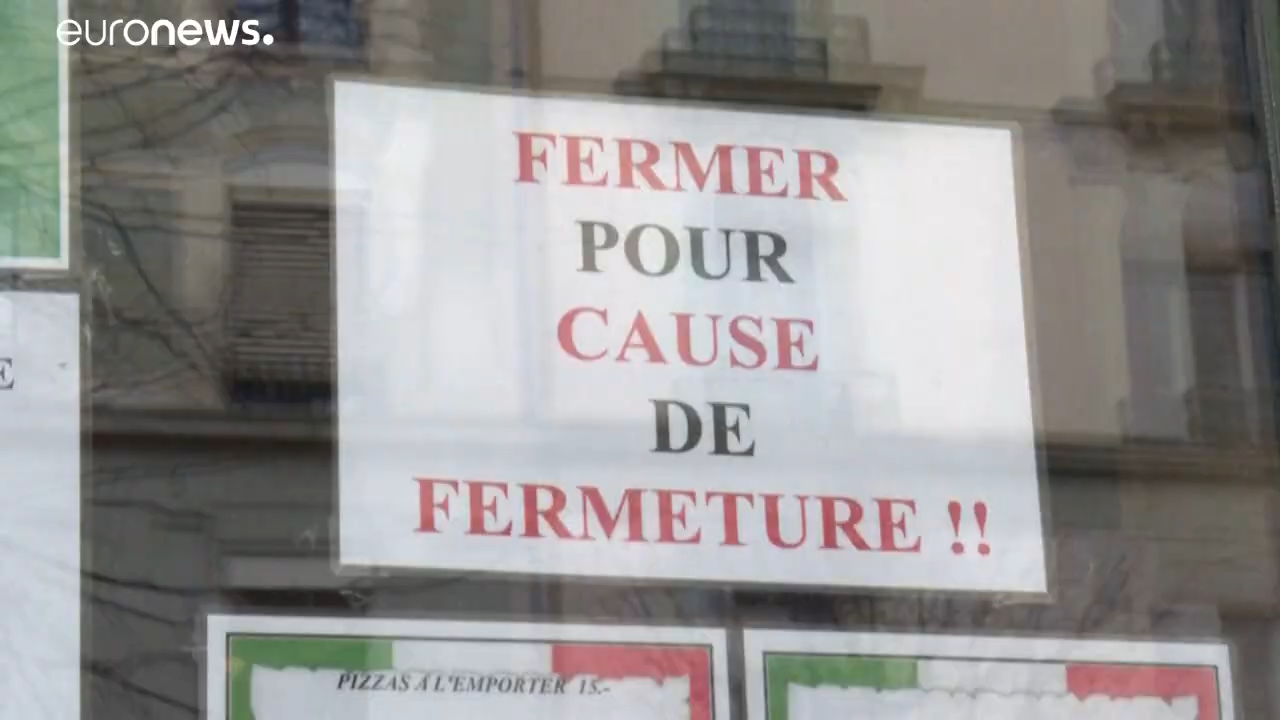 euronews.
FERMER
POUR
CAUSE
DE
FERMETURE !!
E
PIZZAS À L'EMPORTER 15.-